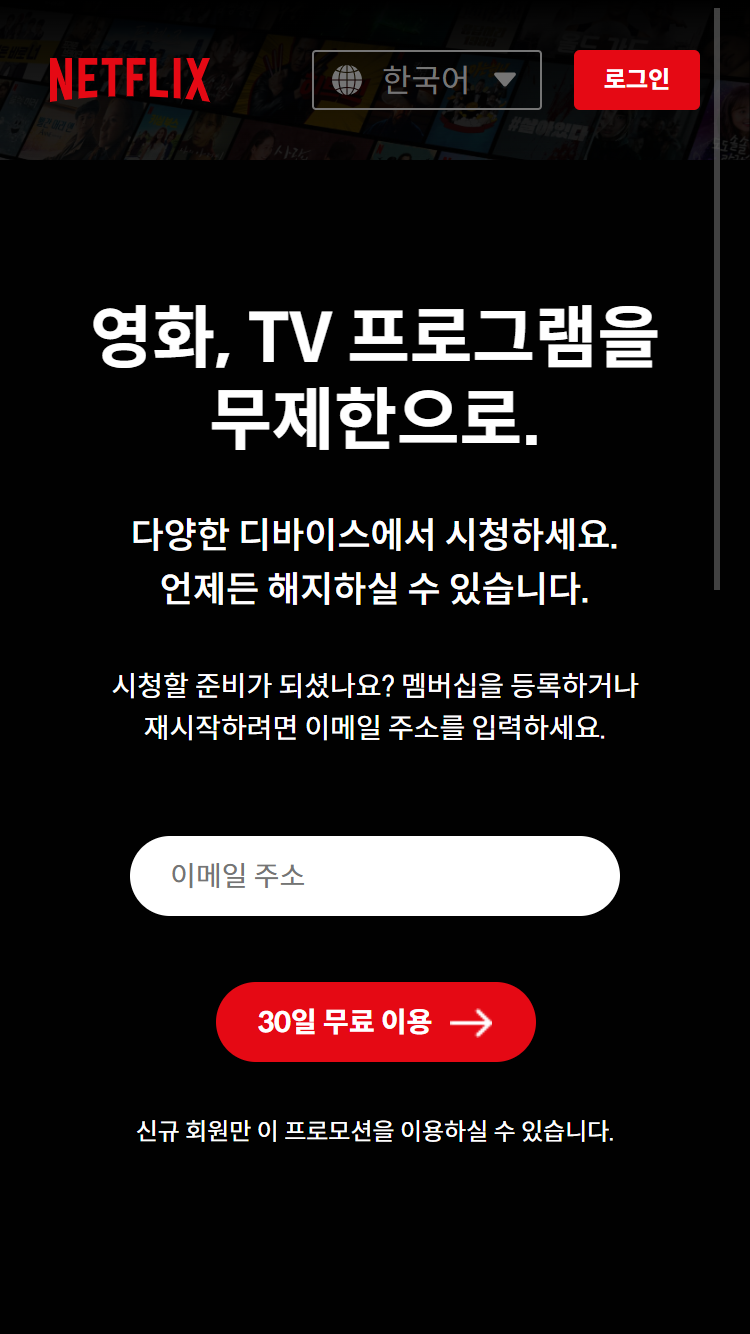 NETFLIX
한국어
로그인
영화, TV 프로그램을
무제한으로.
다양한 디바이스에서 시청하세요.
언제든 해지하실 수 있습니다.
시청할 준비가 되셨나요? 멤버십을 등록하거나
재시작하려면 이메일 주소를 입력하세요.
이메일 주소
30일 무료 이용
신규 회원만 이 프로모션을 이용하실 수 있습니다.